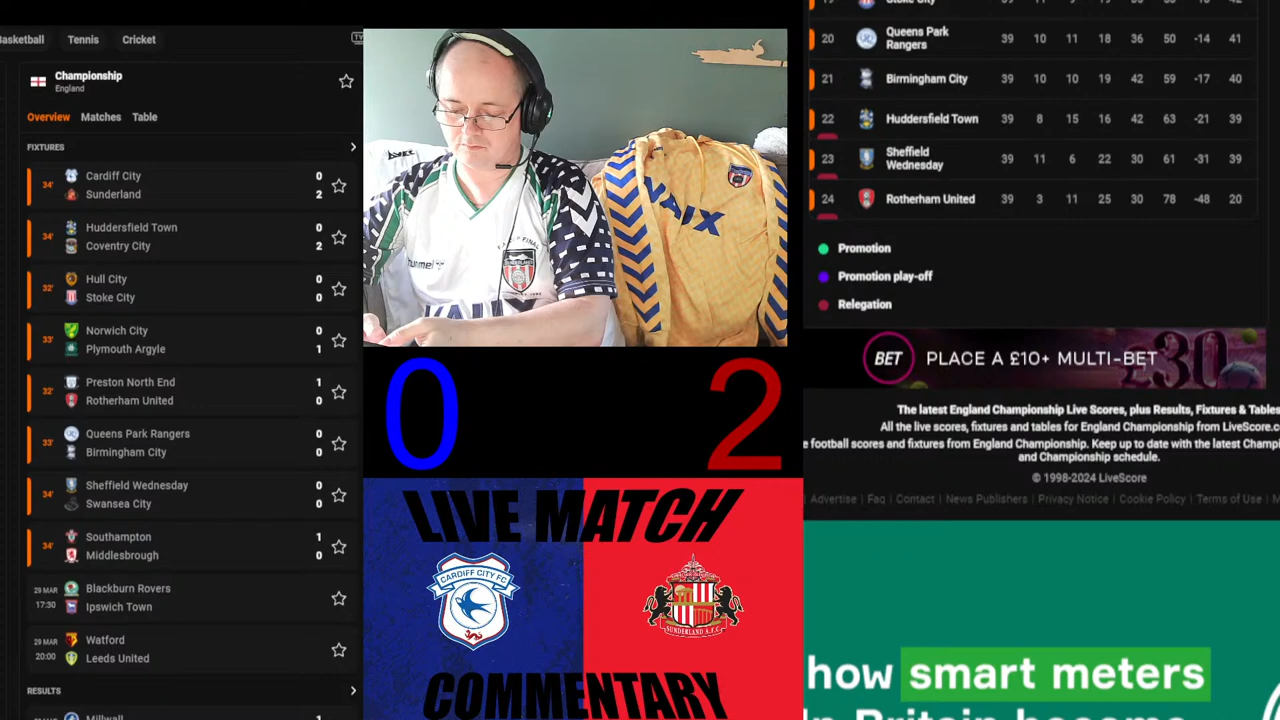 Basketball Tennis Cricket
Championship
England
Overview Matches Table
FIXTURES
34' Cardiff City 0
Sunderland 2
34' Huddersfield Town 0
Coventry City 2
32' Hull City 0
Stoke City 0
33' Norwich City 0
Plymouth Argyle 1
32' Preston North End 1
Rotherham United 0
33' Queens Park Rangers 0
Birmingham City 0
34' Sheffield Wednesday 0
Swansea City 0
34' Southampton 1
Middlesbrough 0
29 MAR Blackburn Rovers
17:30 Ipswich Town
29 MAR Watford
20:00 Leeds United
RESULTS
Millwall 1
hummel
VAIX
0 2
LIVE MATCH
CARDIFF CITY FC
SUNDERLAND A.F.C
COMMENTARY
20 Queens Park Rangers 39 10 11 18 36 50 -14 41
21 Birmingham City 39 10 10 19 42 59 -17 40
22 Huddersfield Town 39 8 15 16 42 63 -21 39
23 Sheffield Wednesday 39 11 6 22 30 61 -31 39
24 Rotherham United 39 3 11 25 30 78 -48 20
Promotion
Promotion play-off
Relegation
BET PLACE A £10+ MULTI-BET £30
The latest England Championship Live Scores, plus Results, Fixtures & Tables
All the live scores, fixtures and tables for England Championship from LiveScore.c
football scores and fixtures from England Championship. Keep up to date with the latest Champi
and Championship schedule.
© 1998-2024 LiveScore
Advertise Faq Contact News Publishers Privacy Notice Cookie Policy Terms of Use
how smart meters
in Britain become